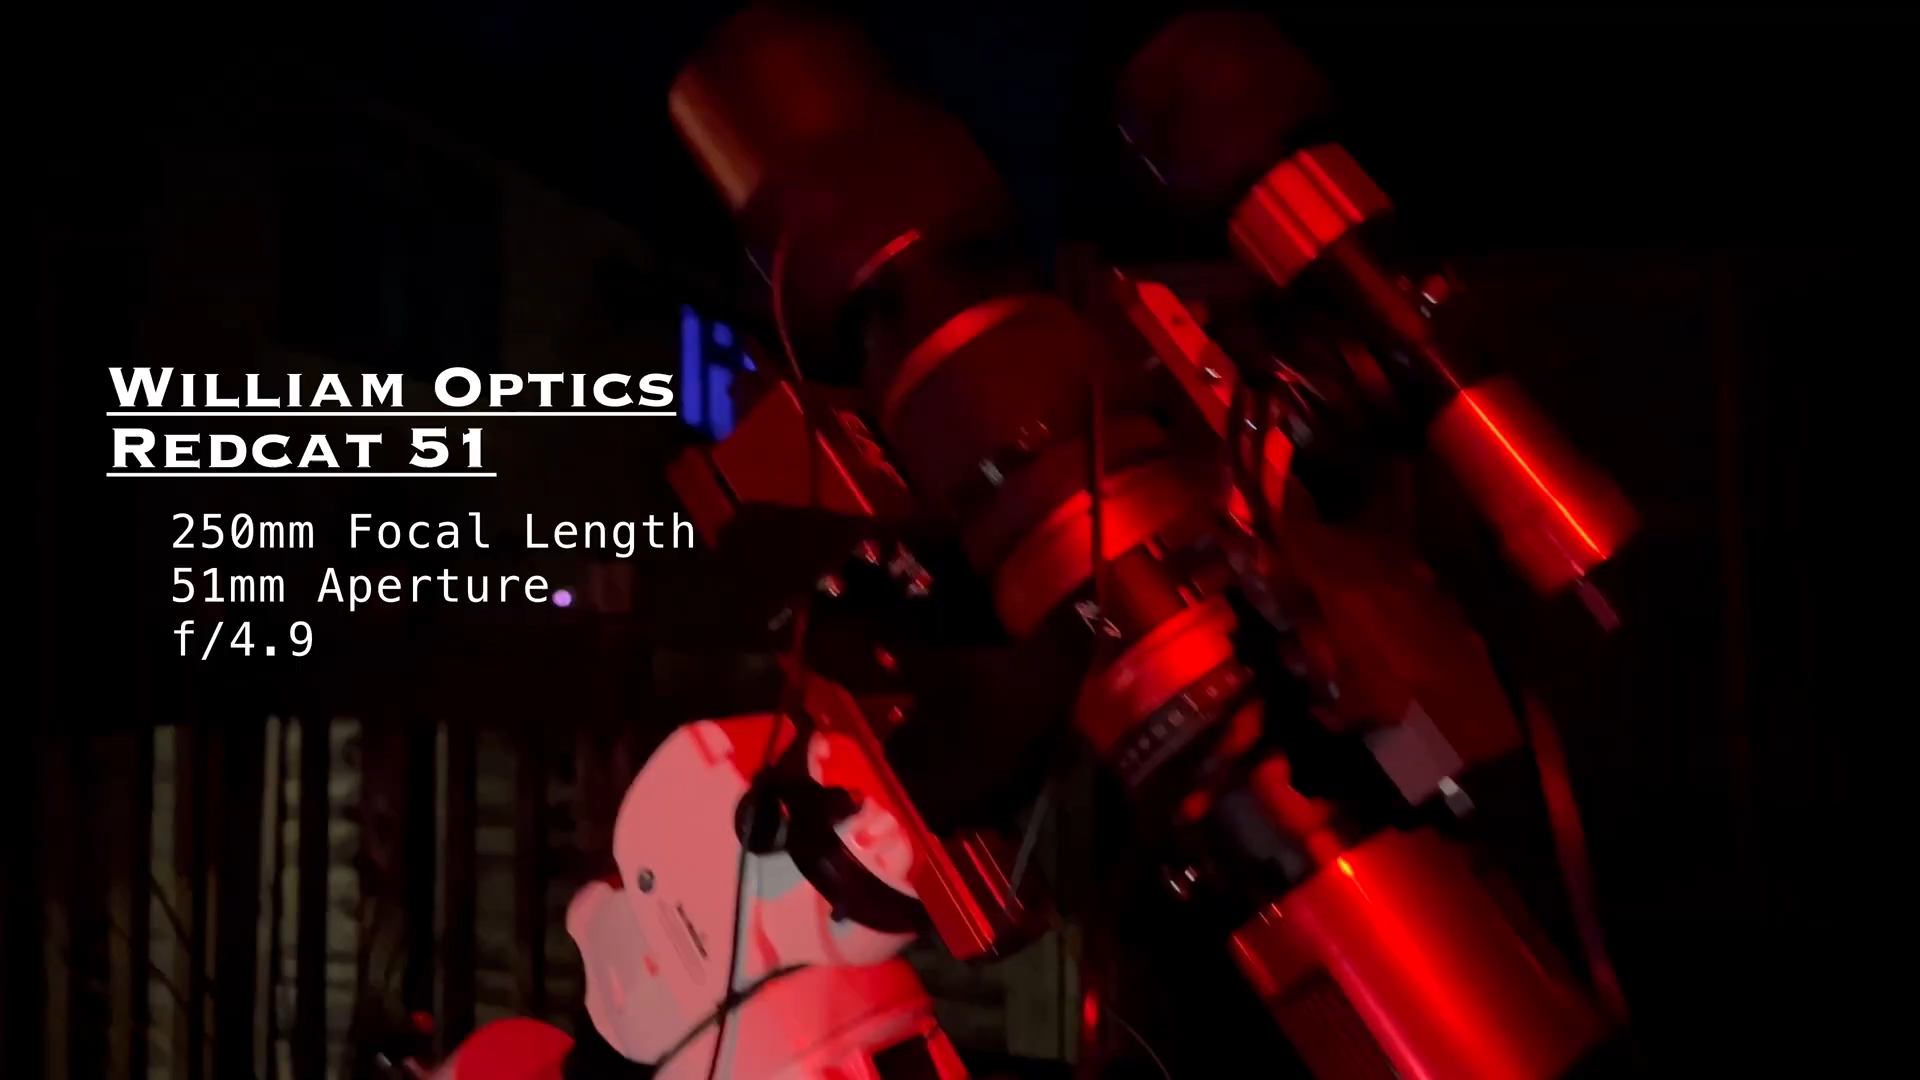 William Optics
Redcat 51
250mm Focal Length
51mm Aperture
f/4.9